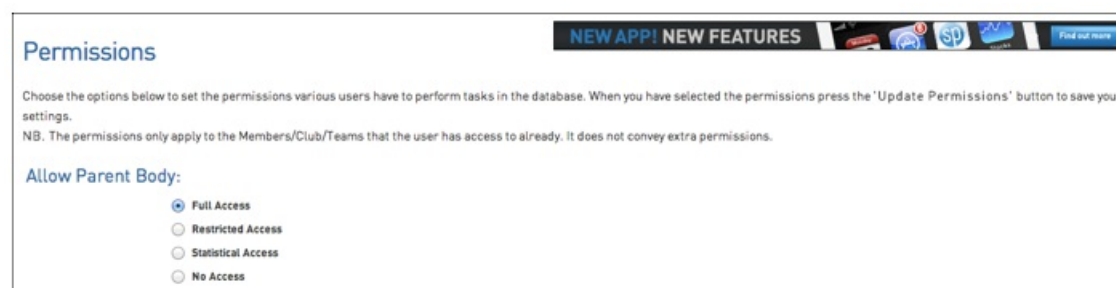 NEW APP! NEW FEATURES
sp
Find out more
Permissions
Choose the options below to set the permissions various users have to perform tasks in the database. When you have selected the permissions press the 'Update Permissions' button to save you
settings.
NB. The permissions only apply to the Members/Club/Teams that the user has access to already. It does not convey extra permissions.
Allow Parent Body:
Full Access
Restricted Access
Statistical Access
No Access